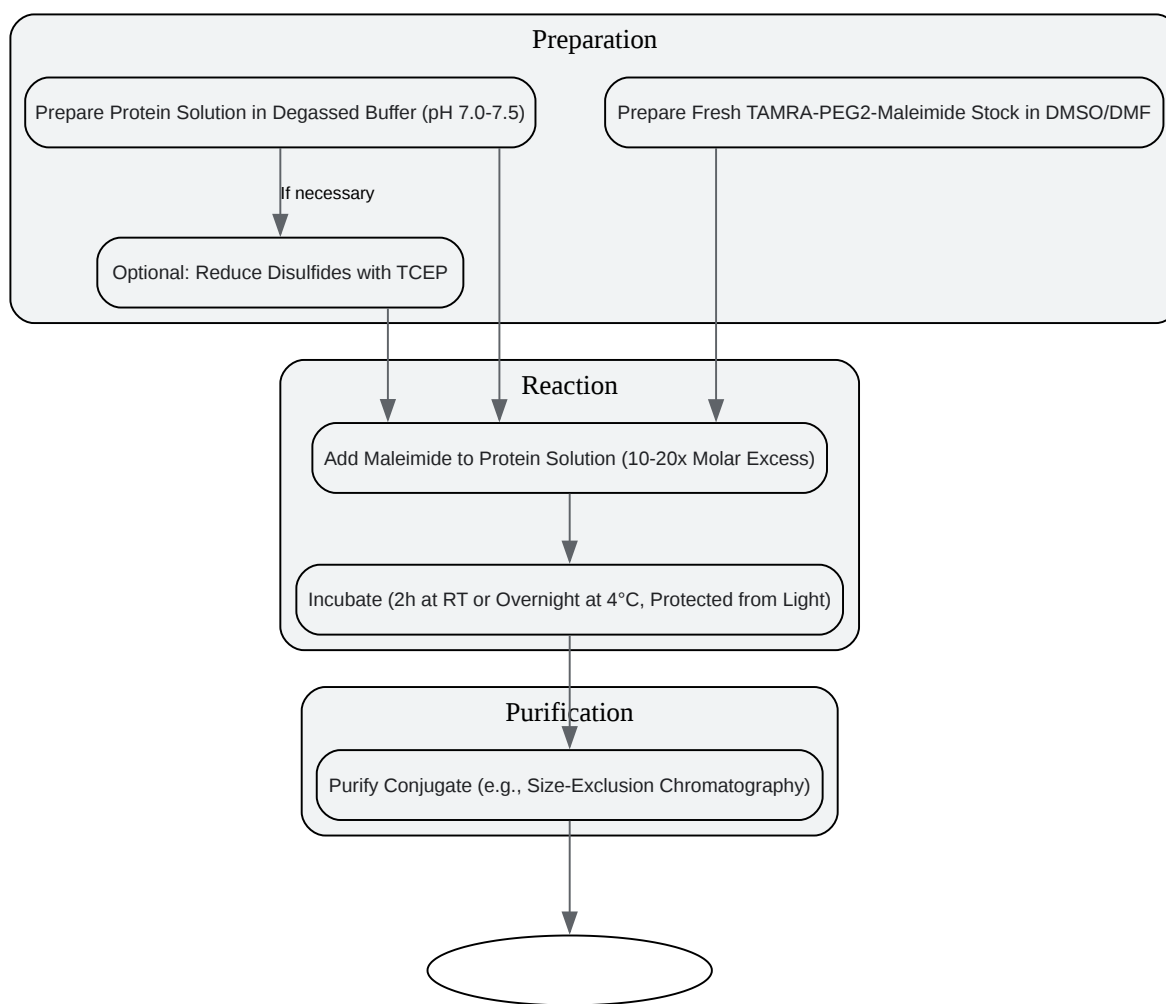 Preparation
Prepare Protein Solution in Degassed Buffer (pH 7.0-7.5)
Prepare Fresh TAMRA-PEG2-Maleimide Stock in DMSO/DMF
If necessary
Optional: Reduce Disulfides with TCEP
Reaction
Add Maleimide to Protein Solution (10-20x Molar Excess)
Incubate (2h at RT or Overnight at 4°C, Protected from Light)
Purification
Purify Conjugate (e.g., Size-Exclusion Chromatography)